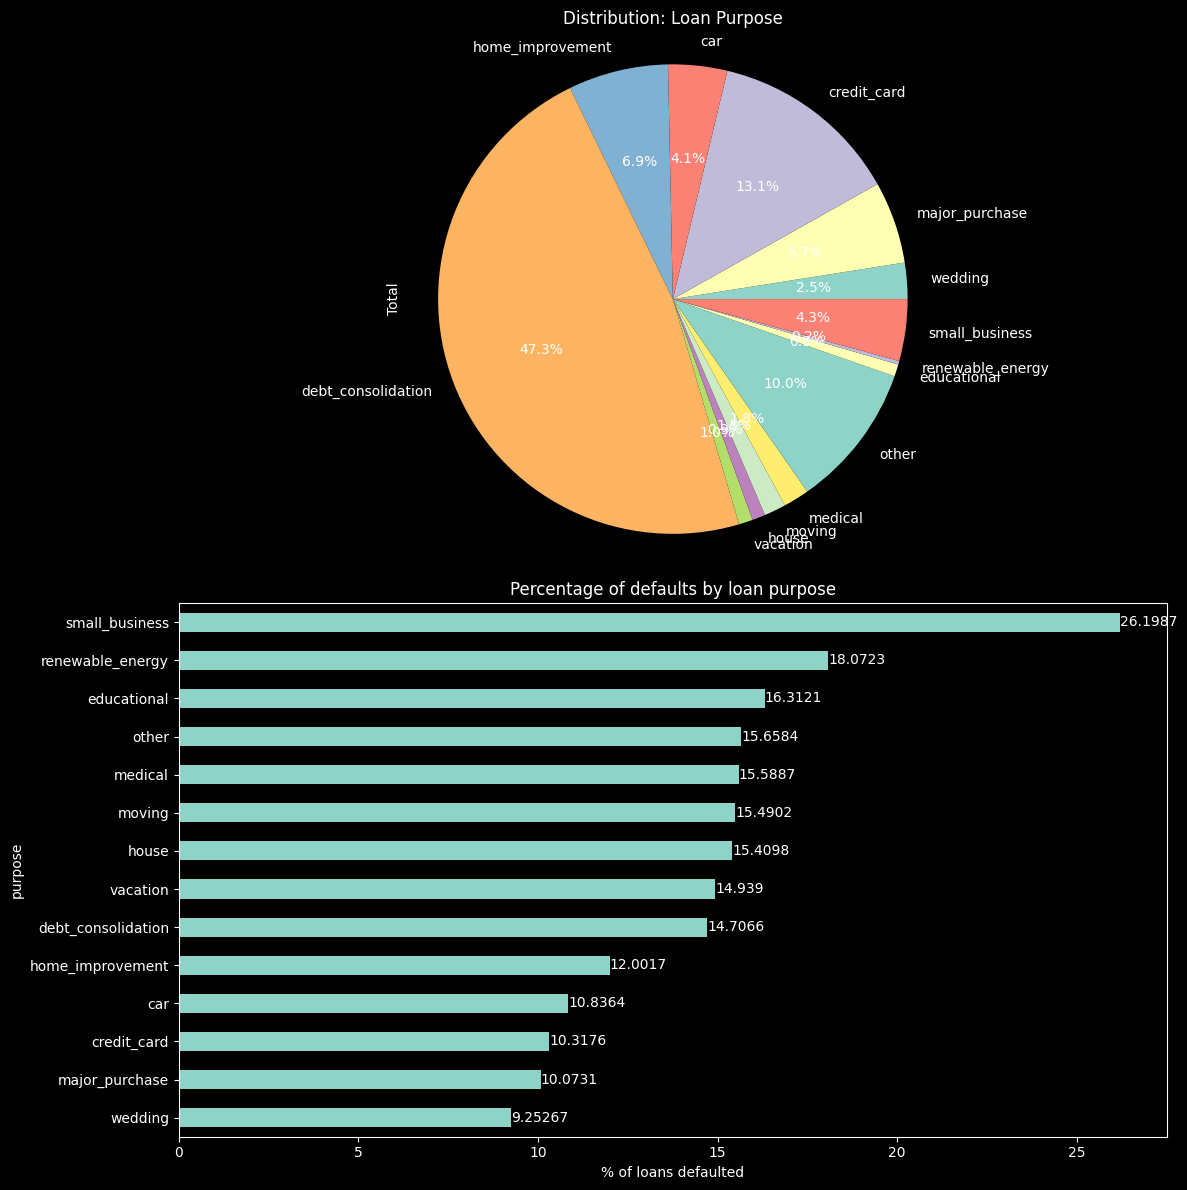 Distribution: Loan Purpose
car
home_improvement
credit_card
6.9%
4.1%
13.1%
major_purchase
5.7%
wedding
2.5%
Total
4.3%
small_business
47.3%
renewable_energy
educational
10.0%
debt_consolidation
1.8%
1.0%
other
medical
moving
house
vacation
Percentage of defaults by loan purpose
small_business 26.1987
renewable_energy 18.0723
educational 16.3121
other 15.6584
medical 15.5887
moving 15.4902
house 15.4098
purpose
vacation 14.939
debt_consolidation 14.7066
home_improvement 12.0017
car 10.8364
credit_card 10.3176
major_purchase 10.0731
wedding 9.25267
0 5 10 15 20 25
% of loans defaulted